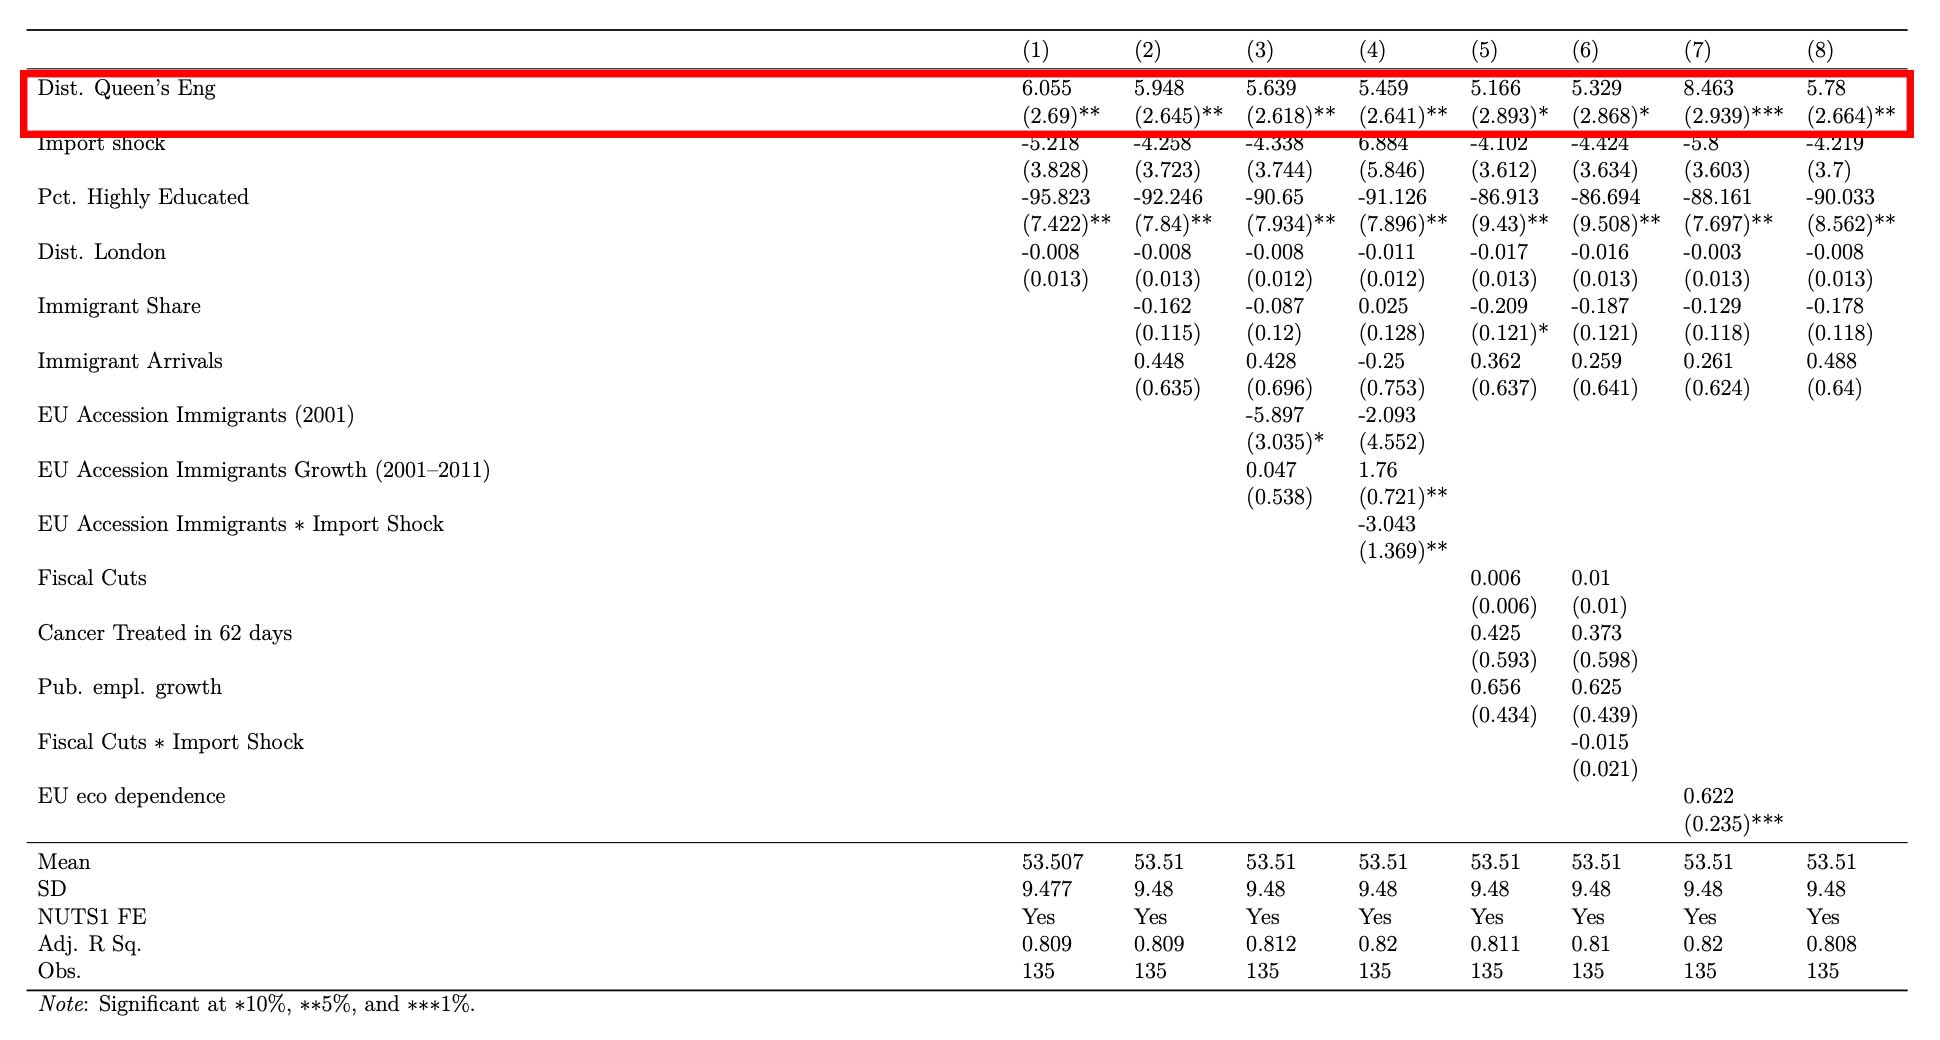 (1) (2) (3) (4) (5) (6) (7) (8)
Dist. Queen's Eng 6.055 5.948 5.639 5.459 5.166 5.329 8.463 5.78
(2.69)** (2.645)** (2.618)** (2.641)** (2.893)* (2.868)* (2.939)*** (2.664)**
Import shock -5.218 -4.258 -4.338 6.884 -4.102 -4.424 -5.8 -4.219
(3.828) (3.723) (3.744) (5.846) (3.612) (3.634) (3.603) (3.7)
Pct. Highly Educated -95.823 -92.246 -90.65 -91.126 -86.913 -86.694 -88.161 -90.033
(7.422)** (7.84)** (7.934)** (7.896)** (9.43)** (9.508)** (7.697)** (8.562)**
Dist. London -0.008 -0.008 -0.008 -0.011 -0.017 -0.016 -0.003 -0.008
(0.013) (0.013) (0.012) (0.012) (0.013) (0.013) (0.013) (0.013)
Immigrant Share -0.162 -0.087 0.025 -0.209 -0.187 -0.129 -0.178
(0.115) (0.12) (0.128) (0.121)* (0.121) (0.118) (0.118)
Immigrant Arrivals 0.448 0.428 -0.25 0.362 0.259 0.261 0.488
(0.635) (0.696) (0.753) (0.637) (0.641) (0.624) (0.64)
EU Accession Immigrants (2001) -5.897 -2.093
(3.035)* (4.552)
EU Accession Immigrants Growth (2001–2011) 0.047 1.76
(0.538) (0.721)**
EU Accession Immigrants * Import Shock -3.043
(1.369)**
Fiscal Cuts 0.006 0.01
(0.006) (0.01)
Cancer Treated in 62 days 0.425 0.373
(0.593) (0.598)
Pub. empl. growth 0.656 0.625
(0.434) (0.439)
Fiscal Cuts * Import Shock -0.015
(0.021)
EU eco dependence 0.622
(0.235)***
Mean 53.507 53.51 53.51 53.51 53.51 53.51 53.51 53.51
SD 9.477 9.48 9.48 9.48 9.48 9.48 9.48 9.48
NUTS1 FE Yes Yes Yes Yes Yes Yes Yes Yes
Adj. R Sq. 0.809 0.809 0.812 0.82 0.811 0.81 0.82 0.808
Obs. 135 135 135 135 135 135 135 135
Note: Significant at *10%, **5%, and ***1%.